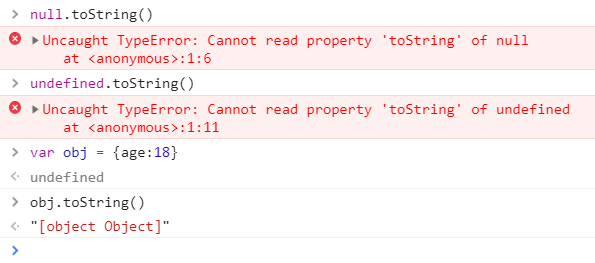 null.toString()
Uncaught TypeError: Cannot read property 'toString' of null
at <anonymous>:1:6
undefined.toString()
Uncaught TypeError: Cannot read property 'toString' of undefined
at <anonymous>:1:11
var obj = {age:18}
undefined
obj.toString()
"[object Object]"